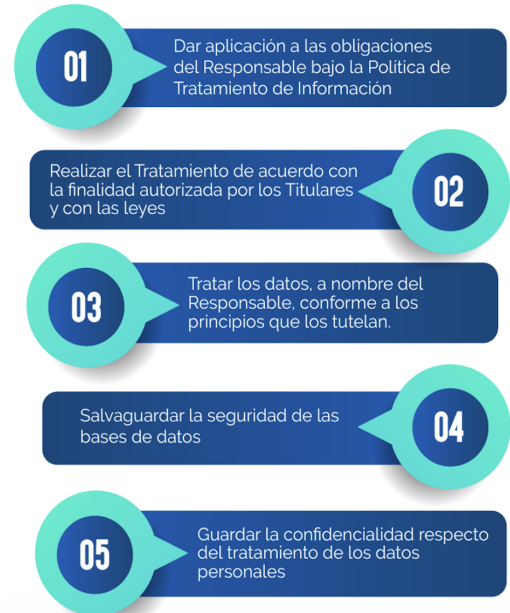 01
Dar aplicación a las obligaciones
del Responsable bajo la Política de
Tratamiento de Información
Realizar el Tratamiento de acuerdo con
la finalidad autorizada por los Titulares
y con las leyes
02
03
Tratar los datos, a nombre del
Responsable, conforme a los
principios que los tutelan.
Salvaguardar la seguridad de las
bases de datos
04
05
Guardar la confidencialidad respecto
del tratamiento de los datos
personales